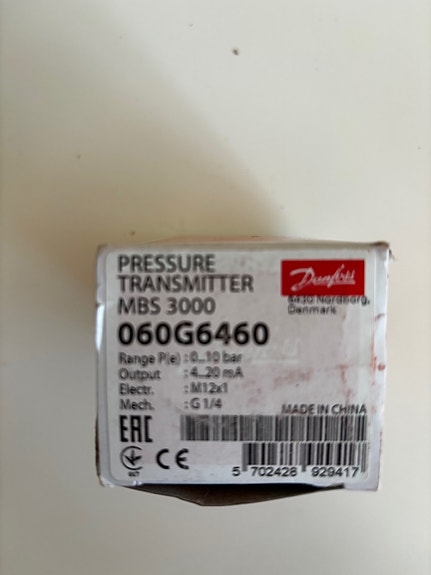 PRESSURE
TRANSMITTER
MBS 3000
Danfoss
6430 Nordborg,
Denmark
060G6460
Range P(e) : 0..10 bar
Output : 4..20 mA
Electr. : M12x1
Mech. : G 1/4
MADE IN CHINA
EAC
CE
5 702428 929417